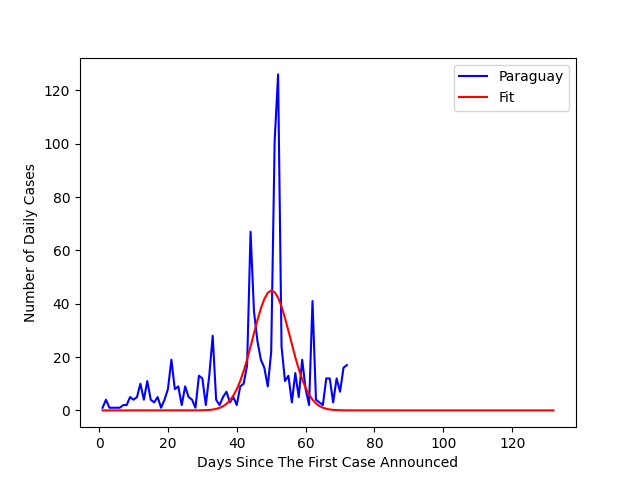 Paraguay
Fit
Number of Daily Cases
120
100
80
60
40
20
0
0 20 40 60 80 100 120
Days Since The First Case Announced